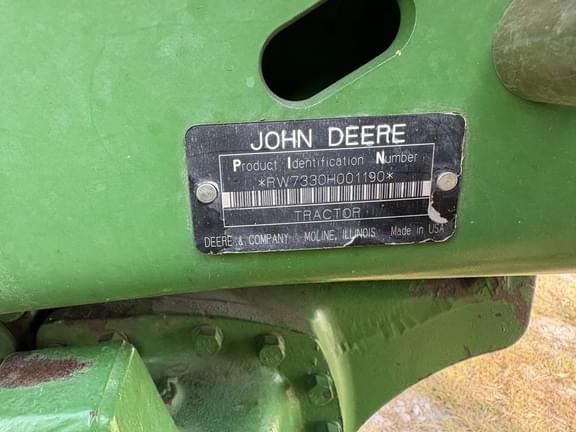 JOHN DEERE
Product Identification Number
*RW7330H001190*
TRACTOR
DEERE & COMPANY MOLINE, ILLINOIS Made in USA